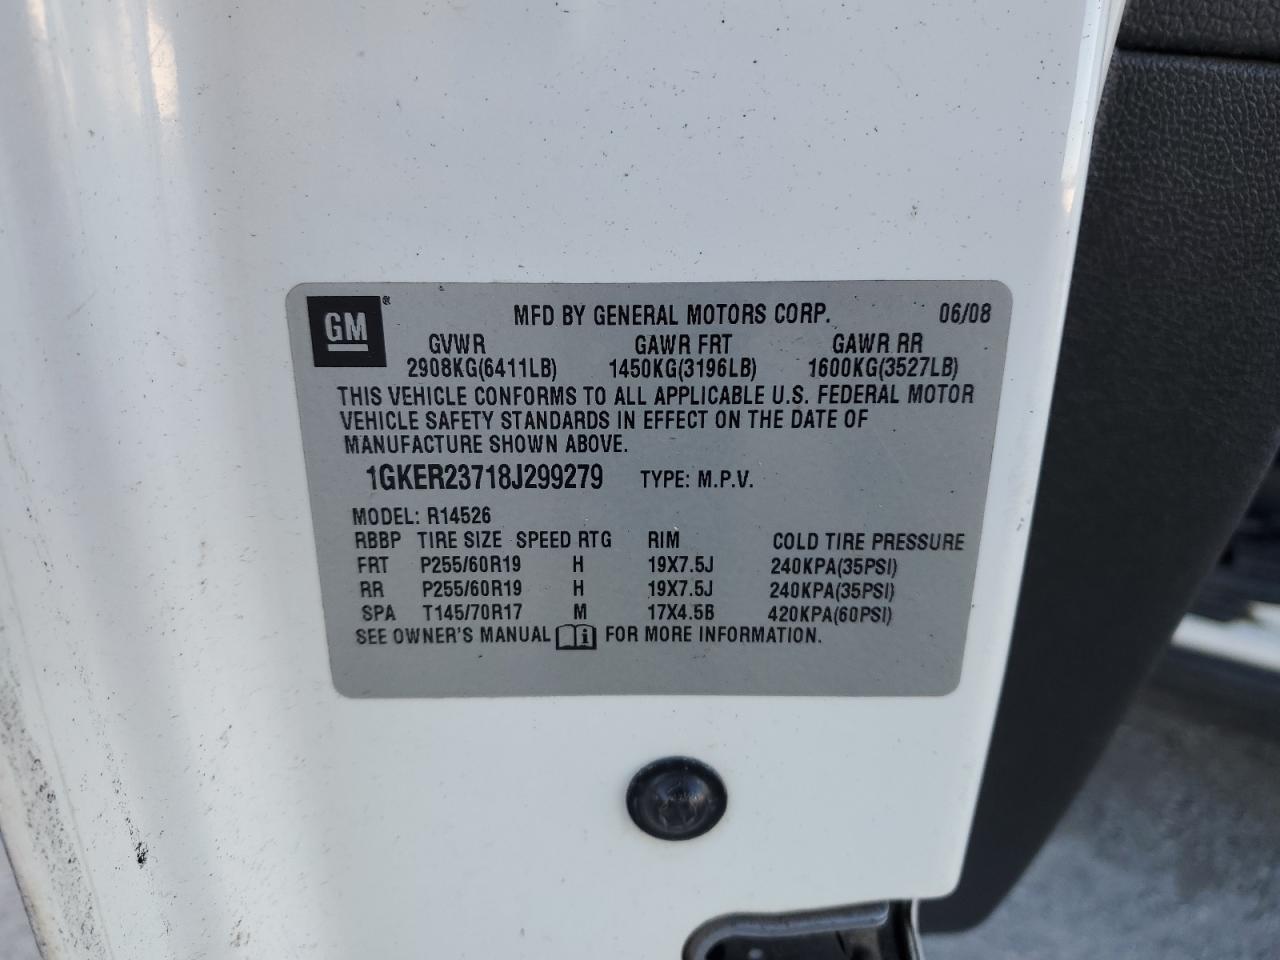 GM®
MFD BY GENERAL MOTORS CORP. 06/08
GVWR GAWR FRT GAWR RR
2908KG(6411LB) 1450KG(3196LB) 1600KG(3527LB)
THIS VEHICLE CONFORMS TO ALL APPLICABLE U.S. FEDERAL MOTOR
VEHICLE SAFETY STANDARDS IN EFFECT ON THE DATE OF
MANUFACTURE SHOWN ABOVE.
1GKER23718J299279 TYPE: M.P.V.
MODEL: R14526
RBBP TIRE SIZE SPEED RTG RIM COLD TIRE PRESSURE
FRT P255/60R19 H 19X7.5J 240KPA(35PSI)
RR P255/60R19 H 19X7.5J 240KPA(35PSI)
SPA T145/70R17 M 17X4.5B 420KPA(60PSI)
SEE OWNER'S MANUAL i FOR MORE INFORMATION.